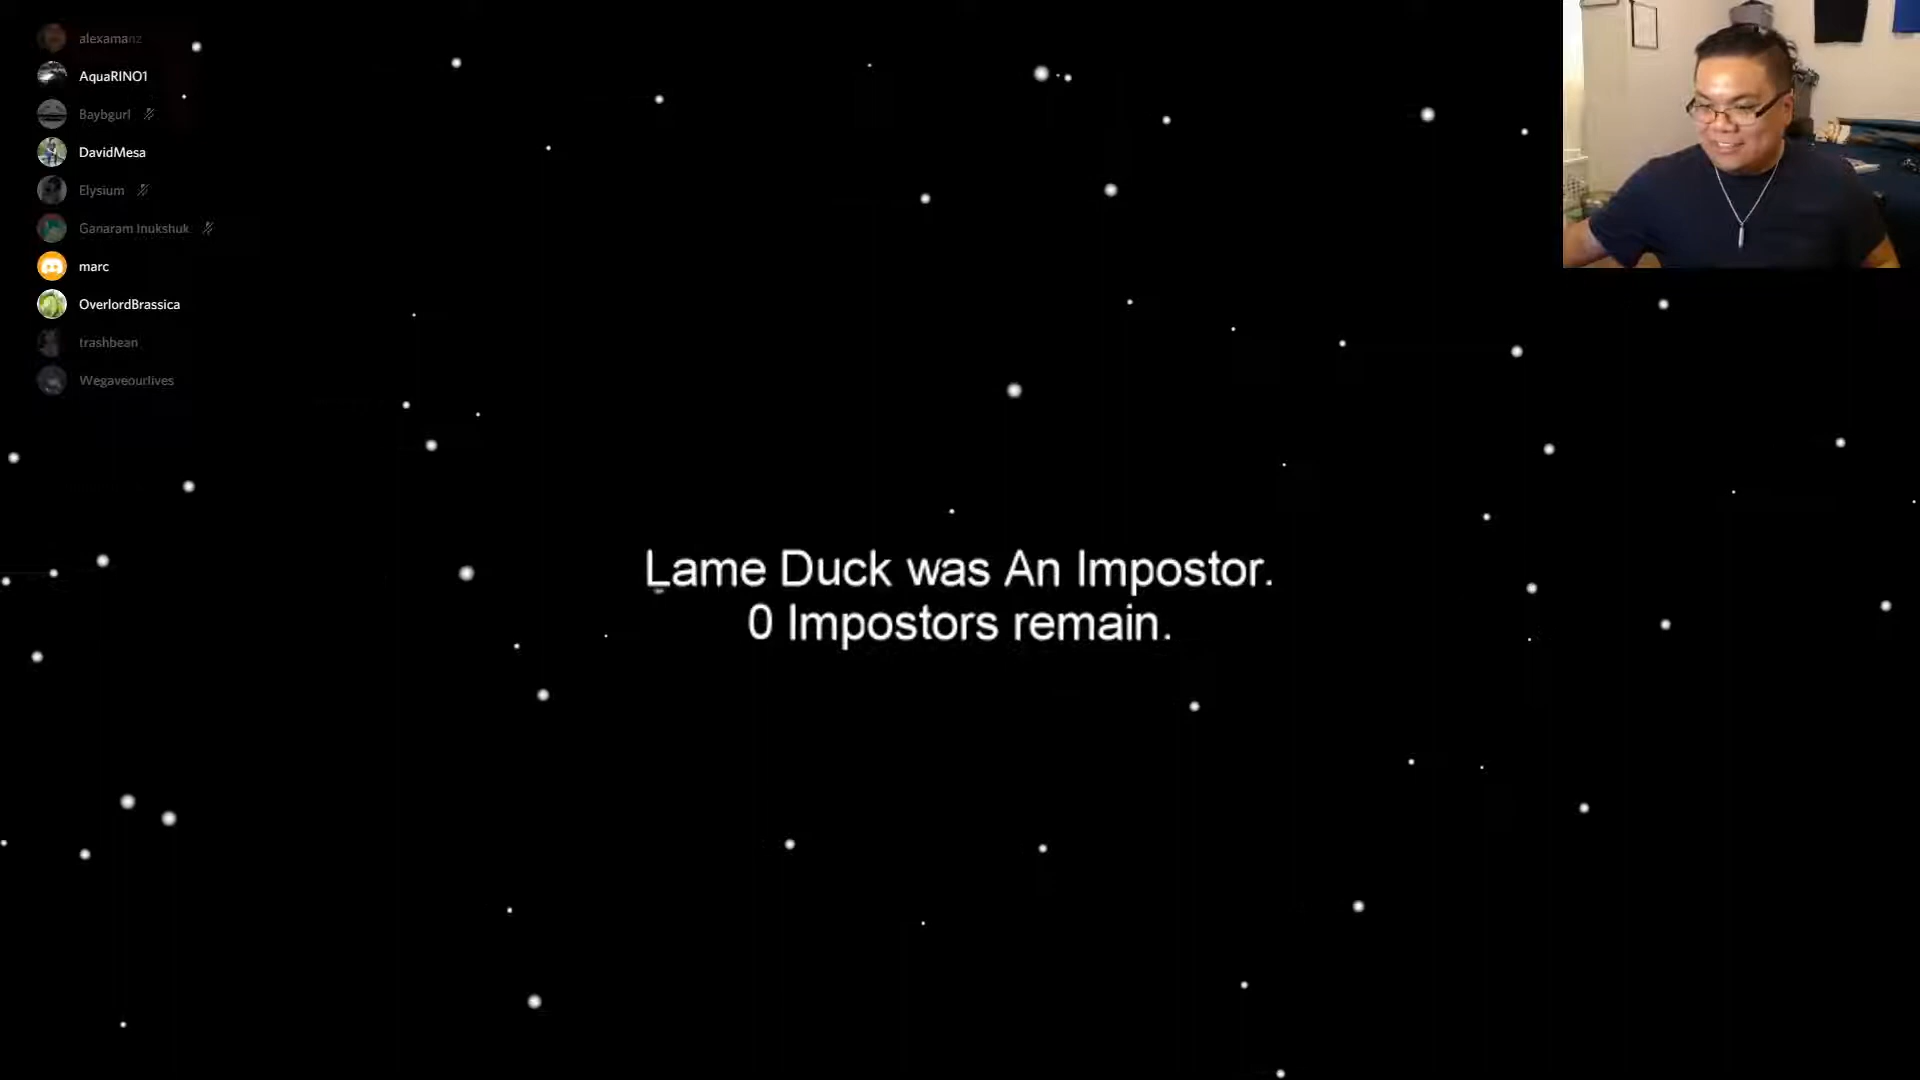 alexamanz
AquaRINO1
Baybgurl
DavidMesa
Elysium
Ganaram Inukshuk
marc
OverlordBrassica
trashbean
Wegaveourlives
Lame Duck was An Impostor.
0 Impostors remain.